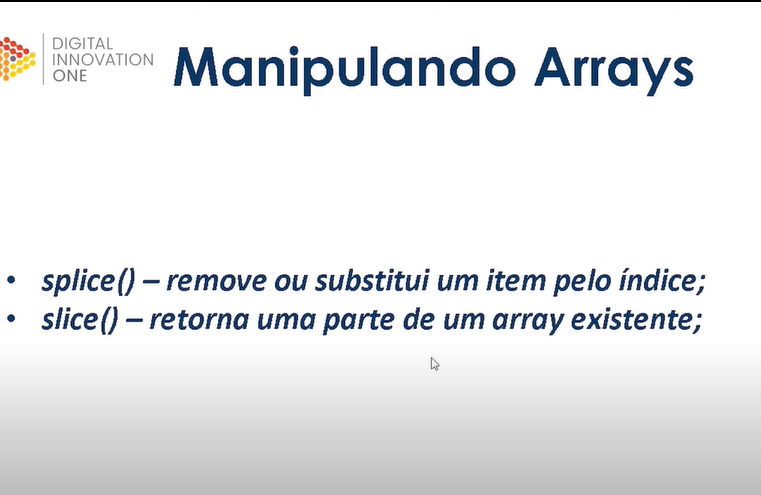 DIGITAL
INNOVATION
ONE
Manipulando Arrays
• splice() – remove ou substitui um item pelo índice;
• slice() – retorna uma parte de um array existente;